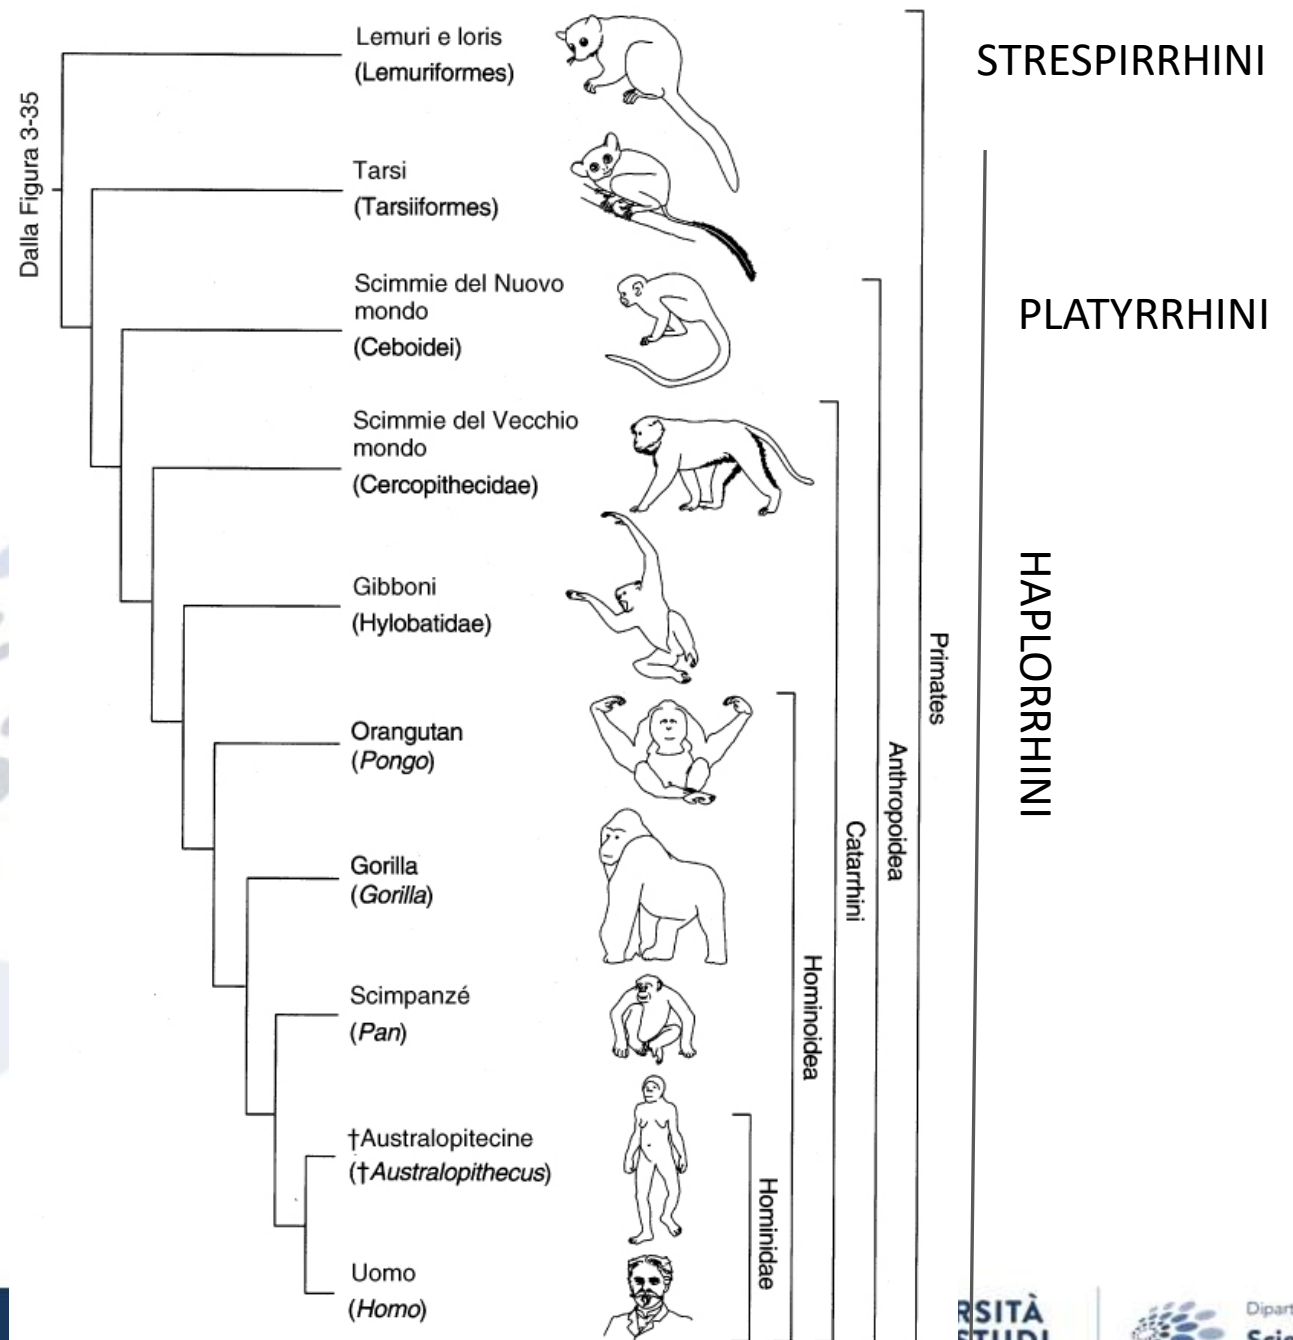 Dalla Figura 3-35
Lemuri e loris
(Lemuriformes)
STRESPIRRHINI
Tarsi
(Tarsiiformes)
Scimmie del Nuovo
mondo
(Ceboidei)
PLATYRRHINI
Scimmie del Vecchio
mondo
(Cercopithecidae)
Gibboni
(Hylobatidae)
Orangutan
(Pongo)
Gorilla
(Gorilla)
Scimpanzé
(Pan)
†Australopitecine
(†Australopithecus)
Uomo
(Homo)
Hominidae
Hominoidea
Catarrhini
Anthropoidea
Primates
HAPLORRHINI
RSITÀ
STUDI
Dipart
Scie